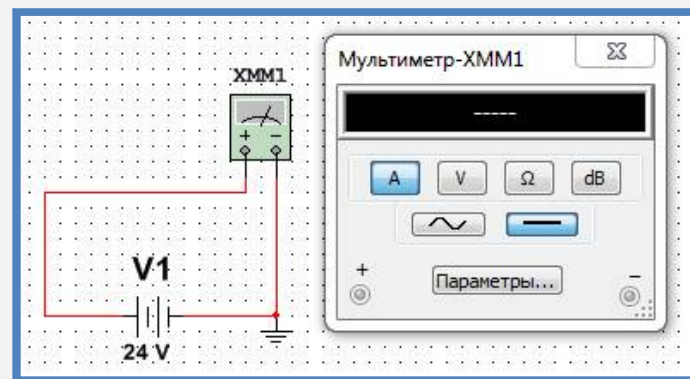 XMM1
+ −
V1
24 V
Мультиметр-XMM1
-----
A V Ω dB
+ −
Параметры...